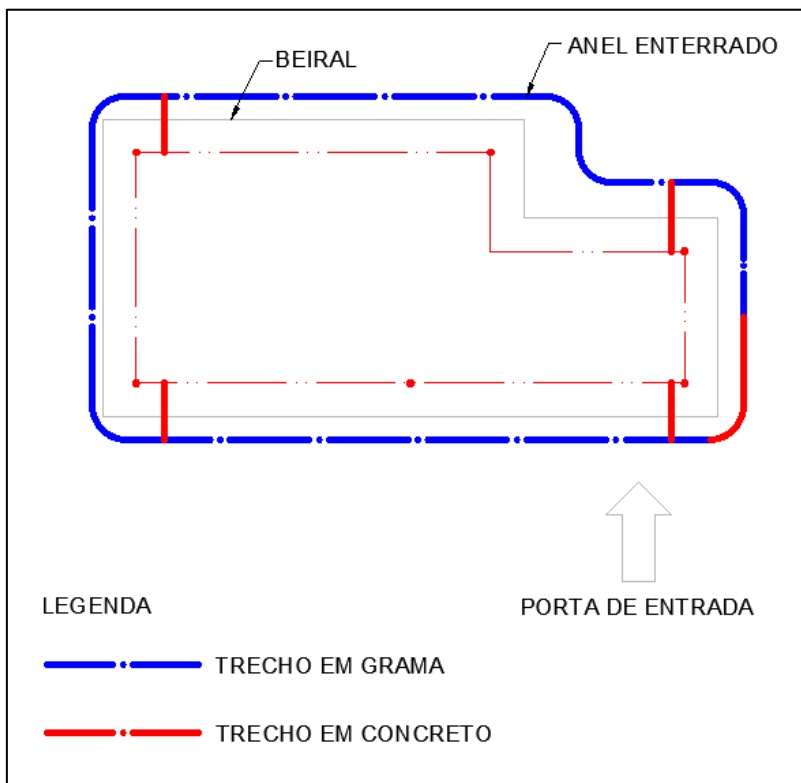 ANEL ENTERRADO
BEIRAL
PORTA DE ENTRADA
LEGENDA
TRECHO EM GRAMA
TRECHO EM CONCRETO